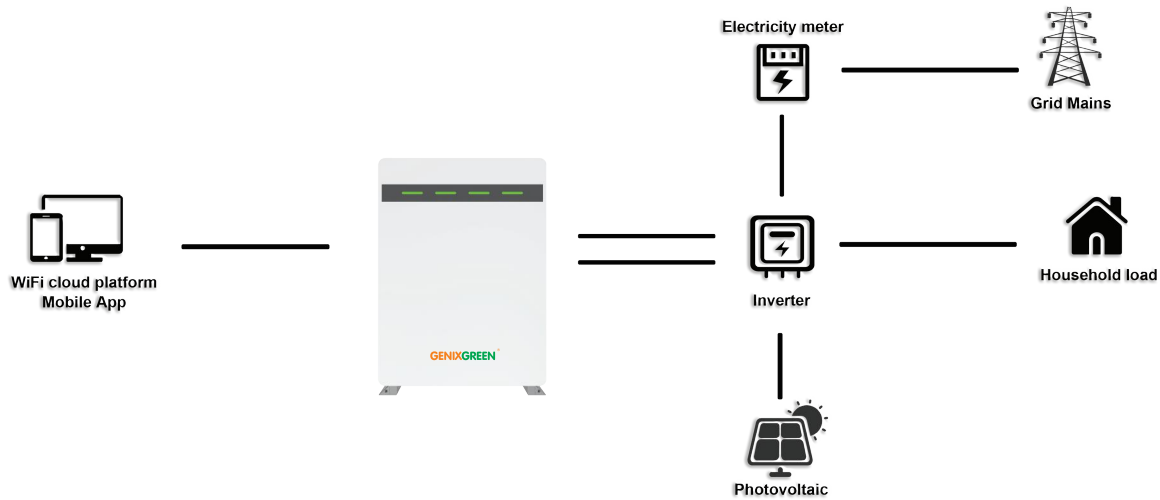 Electricity meter
Grid Mains
WiFi cloud platform
Mobile App
GENIXGREEN
Inverter
Household load
Photovoltaic